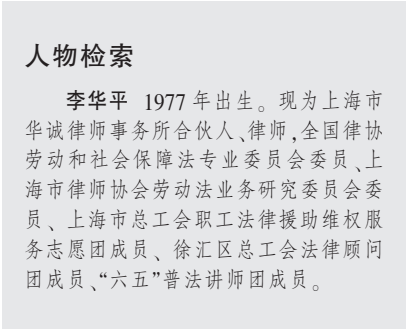 人物检索
李华平 1977 年出生。现为上海市
华诚律师事务所合伙人、律师,全国律协
劳动和社会保障法专业委员会委员、上
海市律师协会劳动法业务研究委员会委
员、上海市总工会职工法律援助维权服
务志愿团成员、徐汇区总工会法律顾问
团成员、“六五”普法讲师团成员。